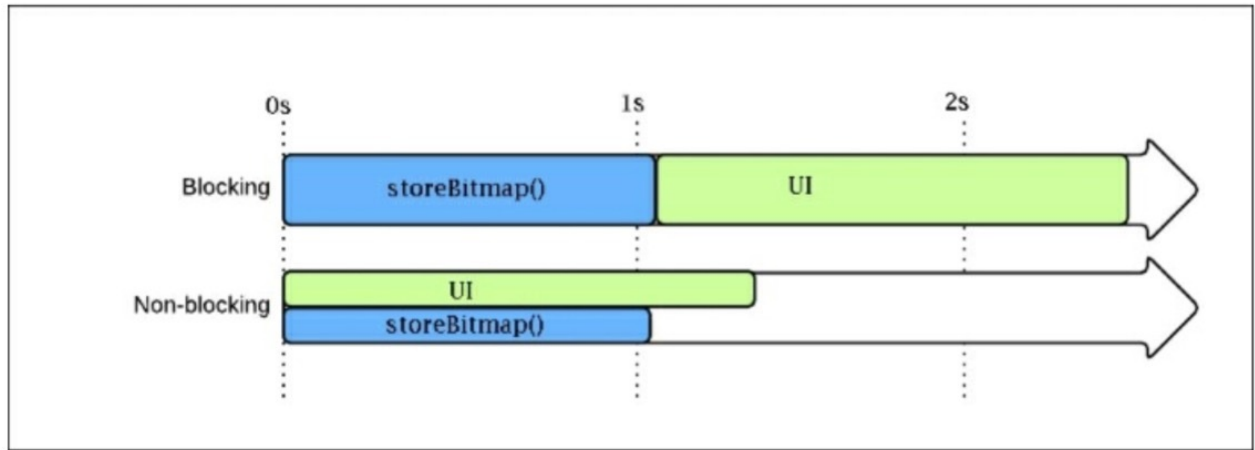 0s 1s 2s
Blocking storeBitmap() UI
Non-blocking UI
storeBitmap()